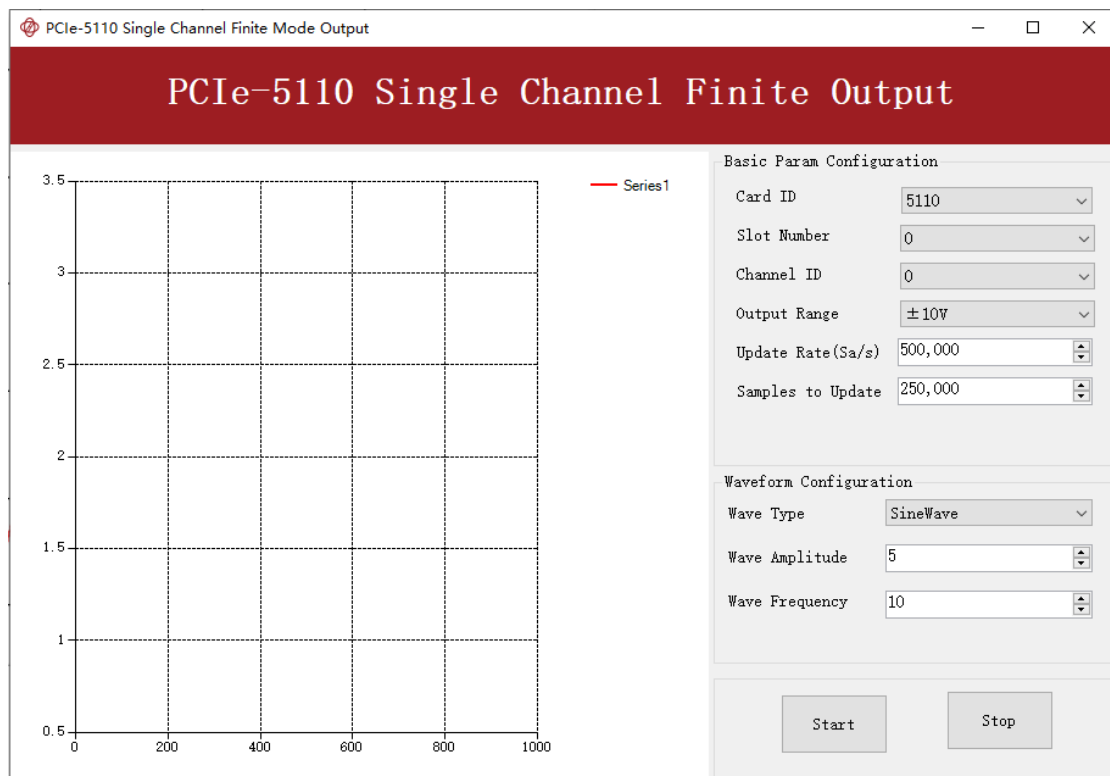 PCIe-5110 Single Channel Finite Mode Output
PCIe-5110 Single Channel Finite Output
3.5
3
2.5
2
1.5
1
0.5
0
200
400
600
800
1000
Series1
Basic Param Configuration
Card ID
5110
Slot Number
0
Channel ID
0
Output Range
±10V
Update Rate(Sa/s)
500,000
Samples to Update
250,000
Waveform Configuration
Wave Type
SineWave
Wave Amplitude
5
Wave Frequency
10
Start
Stop